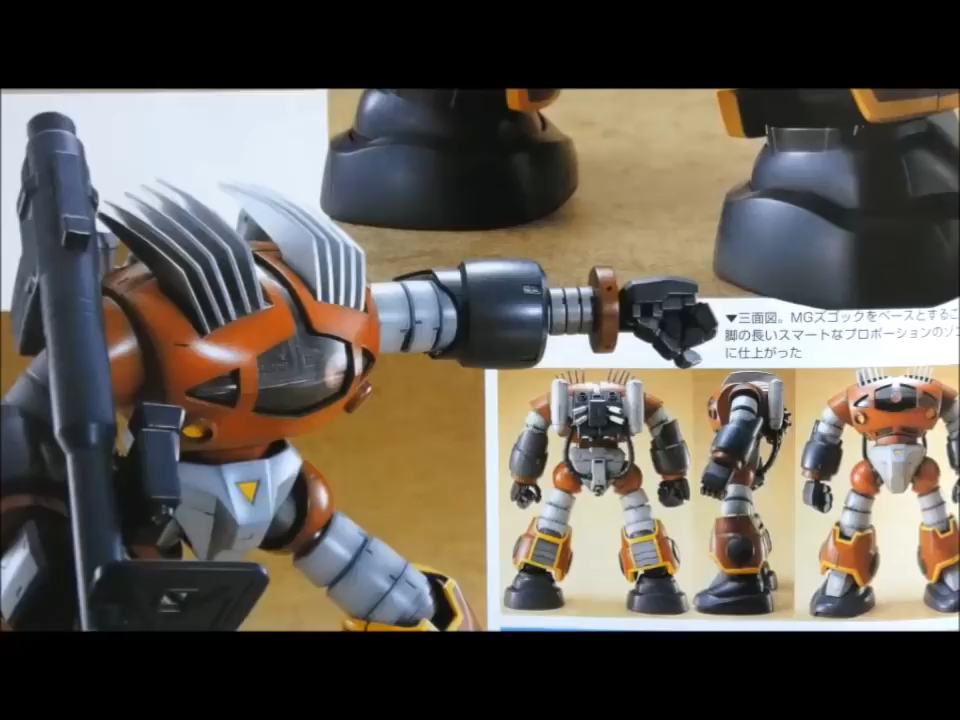 ▼三面図。MGズゴックをベースとするこ
脚の長いスマートなプロポーションのゾ
に仕上がった